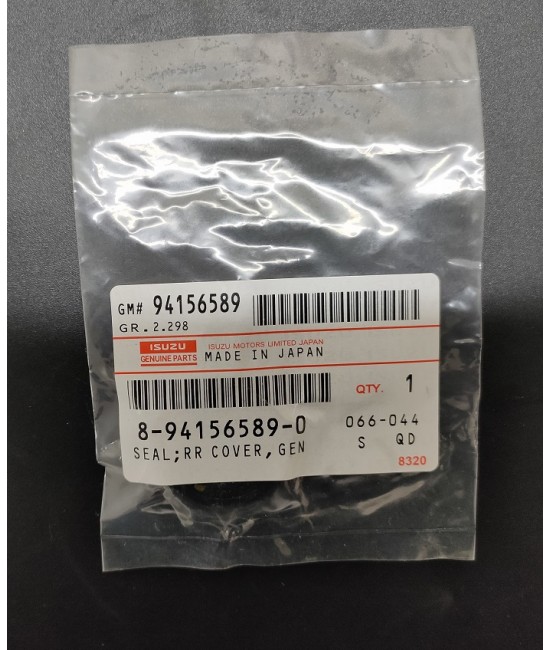 GM# 94156589
GR.2.298
ISUZU
GENUINE PARTS
ISUZU MOTORS LIMITED JAPAN
MADE IN JAPAN
QTY. 1
8-94156589-0
066-044
SEAL;RR COVER,GEN
S QD
8320